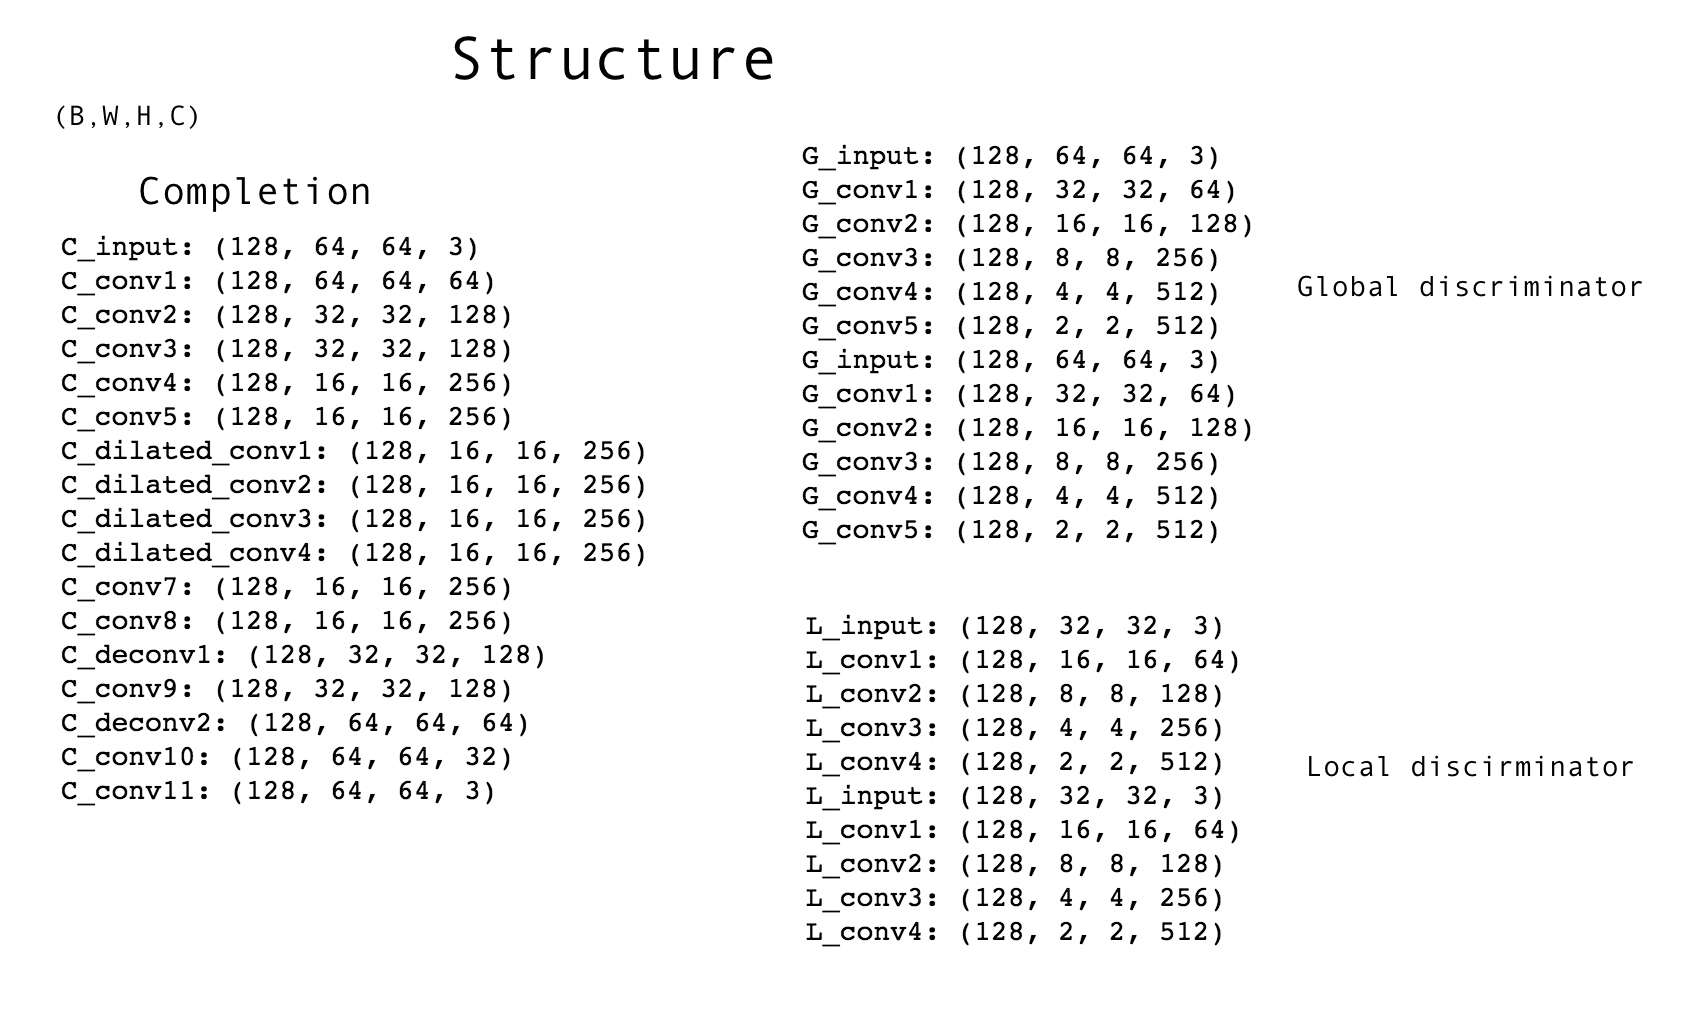 Structure
(B,W,H,C)
Completion
C_input: (128, 64, 64, 3)
C_conv1: (128, 64, 64, 64)
C_conv2: (128, 32, 32, 128)
C_conv3: (128, 32, 32, 128)
C_conv4: (128, 16, 16, 256)
C_conv5: (128, 16, 16, 256)
C_dilated_conv1: (128, 16, 16, 256)
C_dilated_conv2: (128, 16, 16, 256)
C_dilated_conv3: (128, 16, 16, 256)
C_dilated_conv4: (128, 16, 16, 256)
C_conv7: (128, 16, 16, 256)
C_conv8: (128, 16, 16, 256)
C_deconv1: (128, 32, 32, 128)
C_conv9: (128, 32, 32, 128)
C_deconv2: (128, 64, 64, 64)
C_conv10: (128, 64, 64, 32)
C_conv11: (128, 64, 64, 3)
G_input: (128, 64, 64, 3)
G_conv1: (128, 32, 32, 64)
G_conv2: (128, 16, 16, 128)
G_conv3: (128, 8, 8, 256)
G_conv4: (128, 4, 4, 512)
G_conv5: (128, 2, 2, 512)
G_input: (128, 64, 64, 3)
G_conv1: (128, 32, 32, 64)
G_conv2: (128, 16, 16, 128)
G_conv3: (128, 8, 8, 256)
G_conv4: (128, 4, 4, 512)
G_conv5: (128, 2, 2, 512)
Global discriminator
L_input: (128, 32, 32, 3)
L_conv1: (128, 16, 16, 64)
L_conv2: (128, 8, 8, 128)
L_conv3: (128, 4, 4, 256)
L_conv4: (128, 2, 2, 512)
L_input: (128, 32, 32, 3)
L_conv1: (128, 16, 16, 64)
L_conv2: (128, 8, 8, 128)
L_conv3: (128, 4, 4, 256)
L_conv4: (128, 2, 2, 512)
Local discirminator